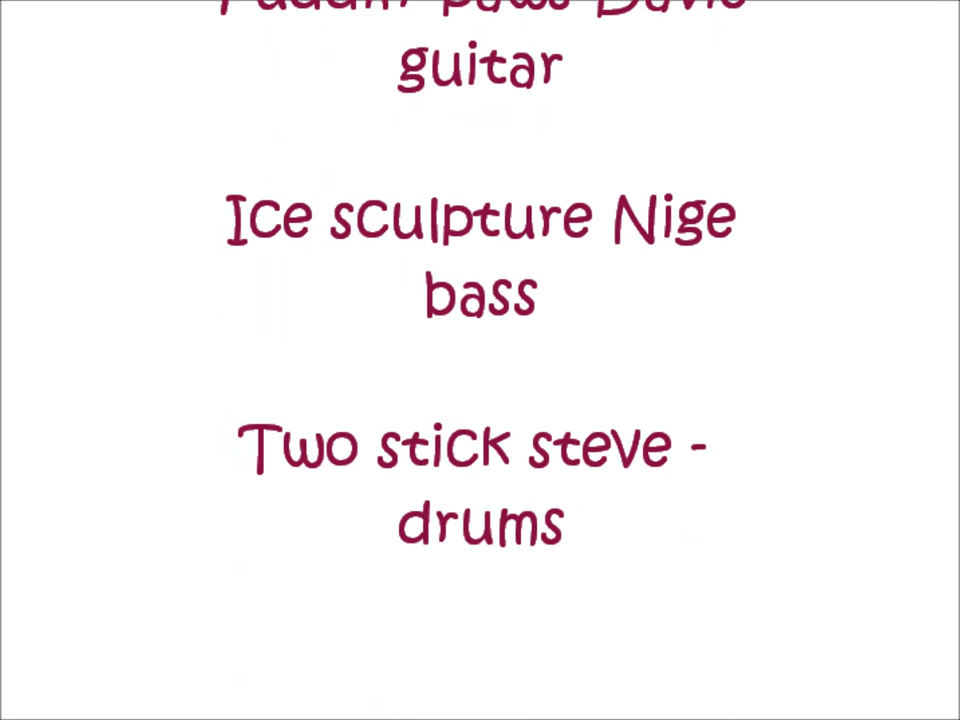 guitar
Ice sculpture Nige
bass
Two stick steve -
drums